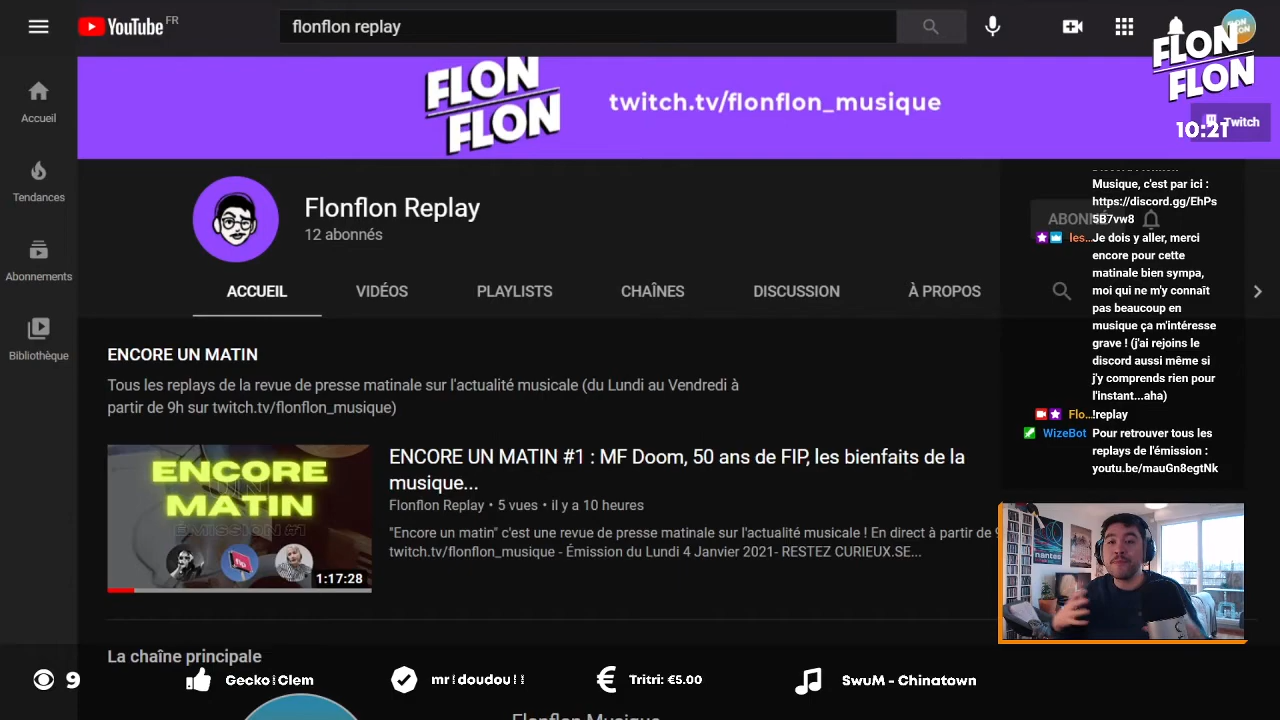 YouTube FR
flonflon replay
FLON
FLON
twitch.tv/flonflon_musique
FLON
FLON
Twitch
10:21
Accueil
Tendances
Abonnements
Bibliothèque
Flonflon Replay
12 abonnés
ACCUEIL
VIDÉOS
PLAYLISTS
CHAÎNES
DISCUSSION
À PROPOS
ENCORE UN MATIN
Tous les replays de la revue de presse matinale sur l'actualité musicale (du Lundi au Vendredi à
partir de 9h sur twitch.tv/flonflon_musique)
ENCORE
UN
MATIN
ÉMISSION #1
fip
1:17:28
ENCORE UN MATIN #1 : MF Doom, 50 ans de FIP, les bienfaits de la
musique...
Flonflon Replay • 5 vues • il y a 10 heures
"Encore un matin" c'est une revue de presse matinale sur l'actualité musicale ! En direct à partir de 9
twitch.tv/flonflon_musique - Émission du Lundi 4 Janvier 2021- RESTEZ CURIEUX.SE...
La chaîne principale
Flonflon Musique
Musique, c'est par ici :
https://discord.gg/EhPs
5B7vw8
les... Je dois y aller, merci
encore pour cette
matinale bien sympa,
moi qui ne m'y connaît
pas beaucoup en
musique ça m'intéresse
grave ! (j'ai rejoins le
discord aussi même si
j'y comprends rien pour
l'instant...aha)
Flo... !replay
WizeBot Pour retrouver tous les
replays de l'émission :
youtu.be/mauGn8egtNk
nantes
9
Gecko!Clem
mr!doudou!!
Tritri: €5.00
SwuM - Chinatown